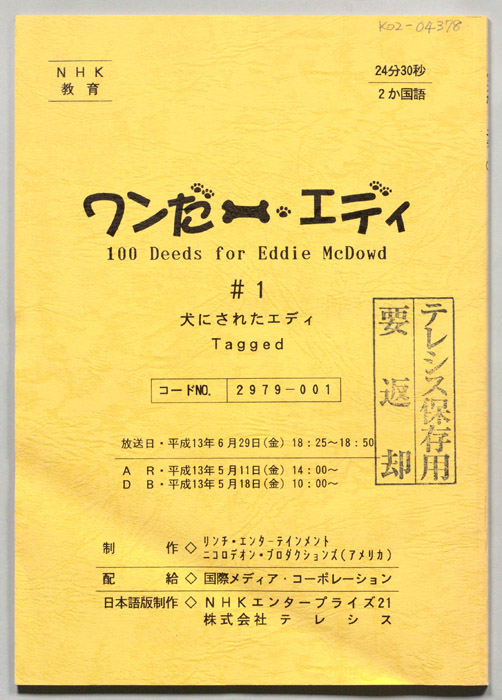 K02-04378
NHK
教育
24分30秒
2か国語
ワンだー・エディ
100 Deeds for Eddie McDowd
#1
犬にされたエディ
Tagged
コードNO. 2979-001
テレシス保存用
要返却
放送日・平成13年6月29日(金) 18:25~18:50
AR・平成13年5月11日(金) 14:00~
DB・平成13年5月18日(金) 10:00~
制作◇リンチ・エンターテインメント
ニコロデオン・プロダクションズ(アメリカ)
配給◇国際メディア・コーポレーション
日本語版制作◇NHKエンタープライズ21
株式会社テレシス